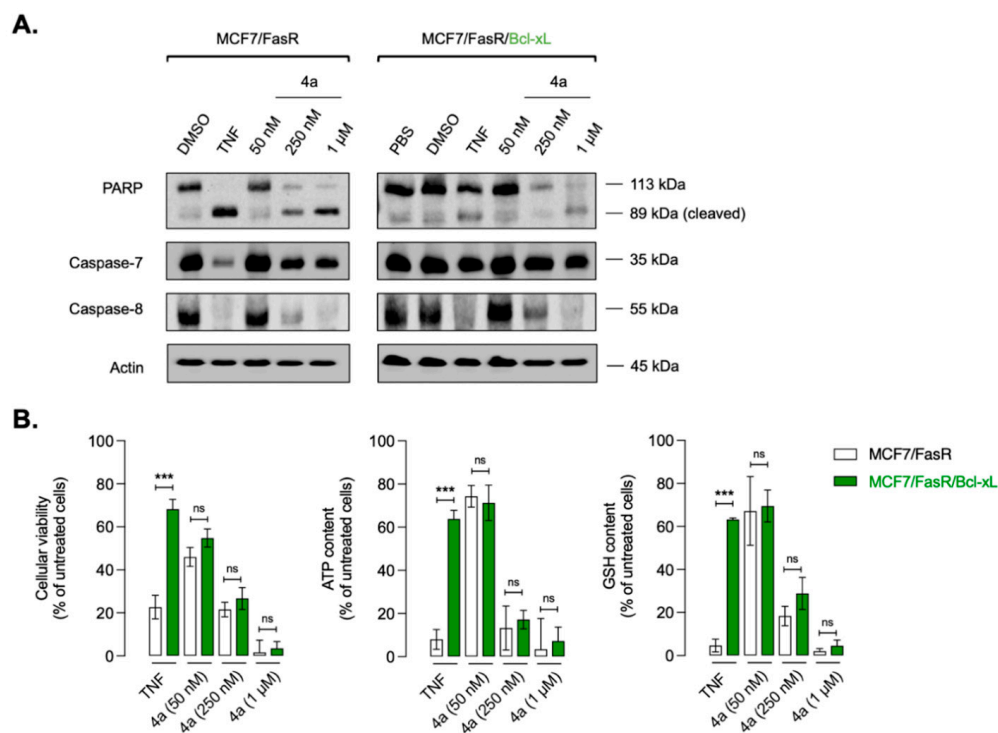 A.
MCF7/FasR
MCF7/FasR/Bcl-xL
4a
4a
DMSO
TNF
50 nM
250 nM
1 µM
PBS
DMSO
TNF
50 nM
250 nM
1 µM
PARP
113 kDa
89 kDa (cleaved)
Caspase-7
35 kDa
Caspase-8
55 kDa
Actin
45 kDa
B.
Cellular viability
(% of untreated cells)
100
80
60
40
20
0
***
ns
ns
ns
TNF
4a (50 nM)
4a (250 nM)
4a (1 µM)
ATP content
(% of untreated cells)
100
80
60
40
20
0
***
ns
ns
ns
TNF
4a (50 nM)
4a (250 nM)
4a (1 µM)
GSH content
(% of untreated cells)
100
80
60
40
20
0
***
ns
ns
ns
TNF
4a (50 nM)
4a (250 nM)
4a (1 µM)
MCF7/FasR
MCF7/FasR/Bcl-xL